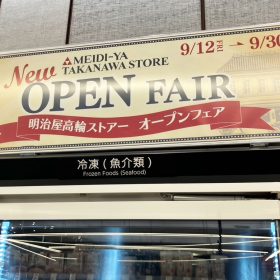 MEIDI-YA
TAKANAWA STORE
9/12 FRI → 9/30
New
OPEN FAIR
明治屋高輪ストアー オープンフェア
冷凍(魚介類)
Frozen Foods (Seafood)